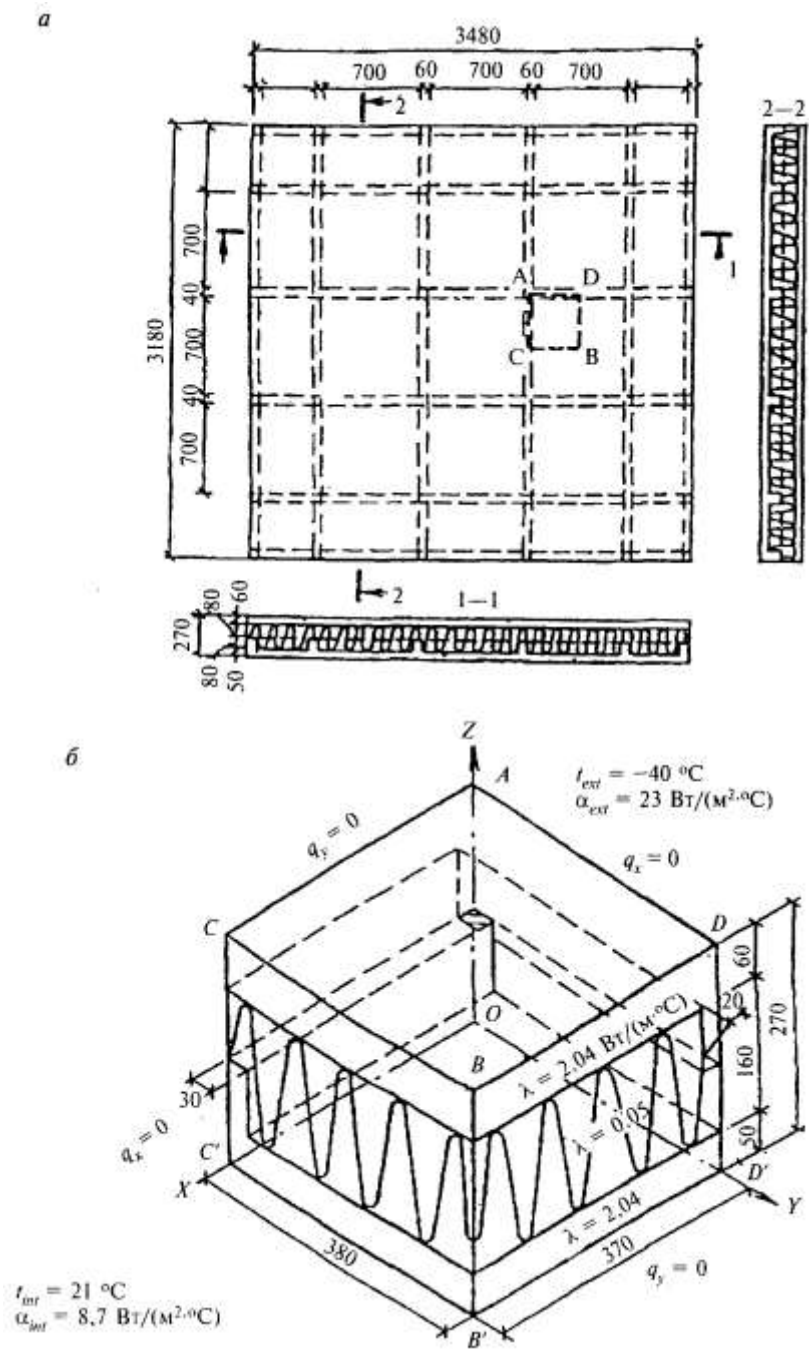 а
3480
700 60 700 60 700
2
2—2
700
40
700
40
700
3180
1
A D
C B
2
1—1
80 60
270
80 50
б
Z
A
t_ext = −40 °C
α_ext = 23 Вт/(м²·°С)
q_y = 0
q_x = 0
C
D
60
20
270
160
50
O
B
λ = 2,04 Вт/(м·°С)
λ = 0,05
λ = 2,04
30
q_x = 0
C'
X
D'
Y
380
370
q_y = 0
B'
t_int = 21 °C
α_int = 8,7 Вт/(м²·°С)